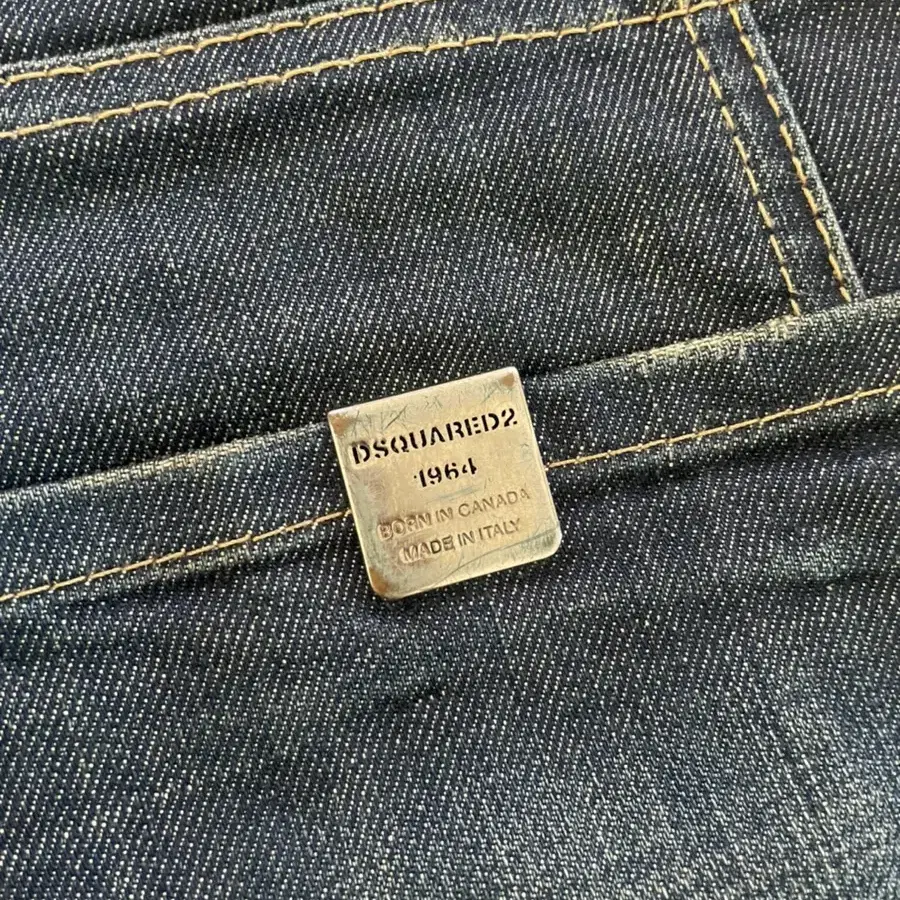 DSQUARED2
1964
BORN IN CANADA
MADE IN ITALY